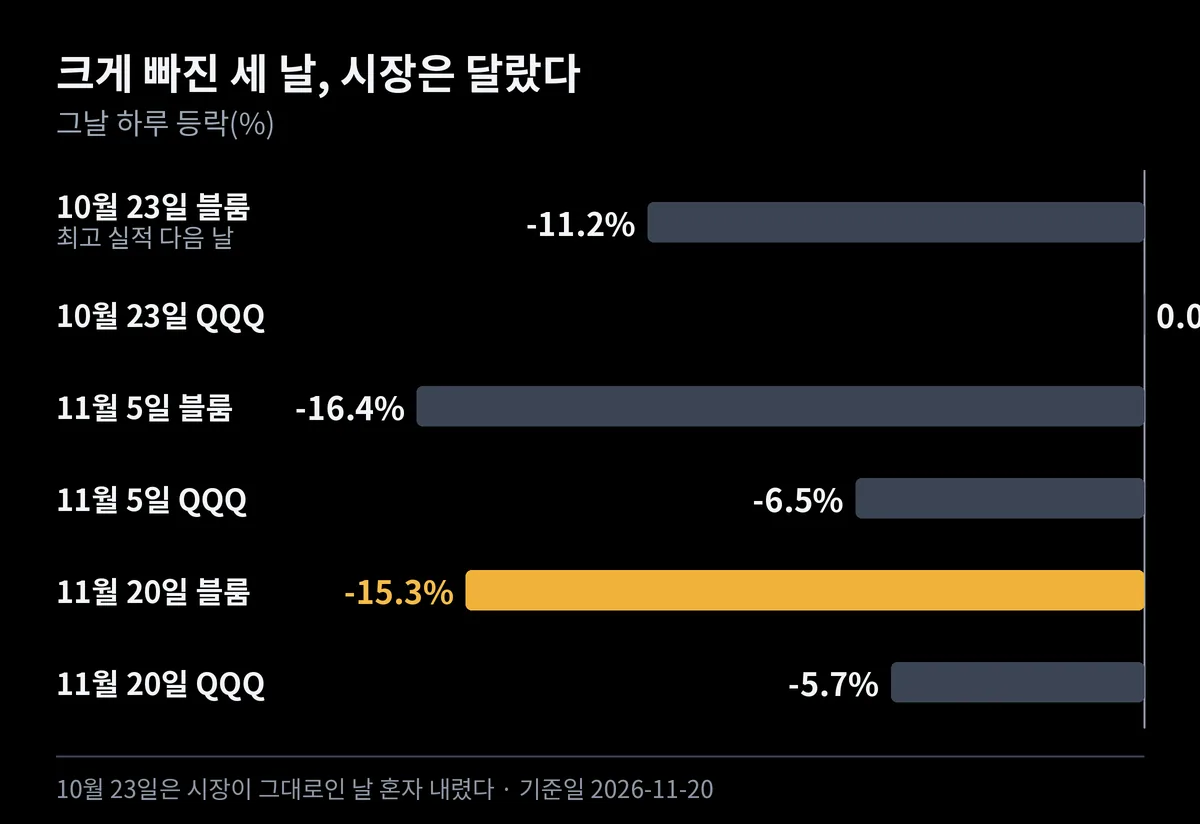 크게 빠진 세 날, 시장은 달랐다
그날 하루 등락(%)
10월 23일 블룸
최고 실적 다음 날
-11.2%
10월 23일 QQQ
0.0
11월 5일 블룸
-16.4%
11월 5일 QQQ
-6.5%
11월 20일 블룸
-15.3%
11월 20일 QQQ
-5.7%
10월 23일은 시장이 그대로인 날 혼자 내렸다 · 기준일 2026-11-20